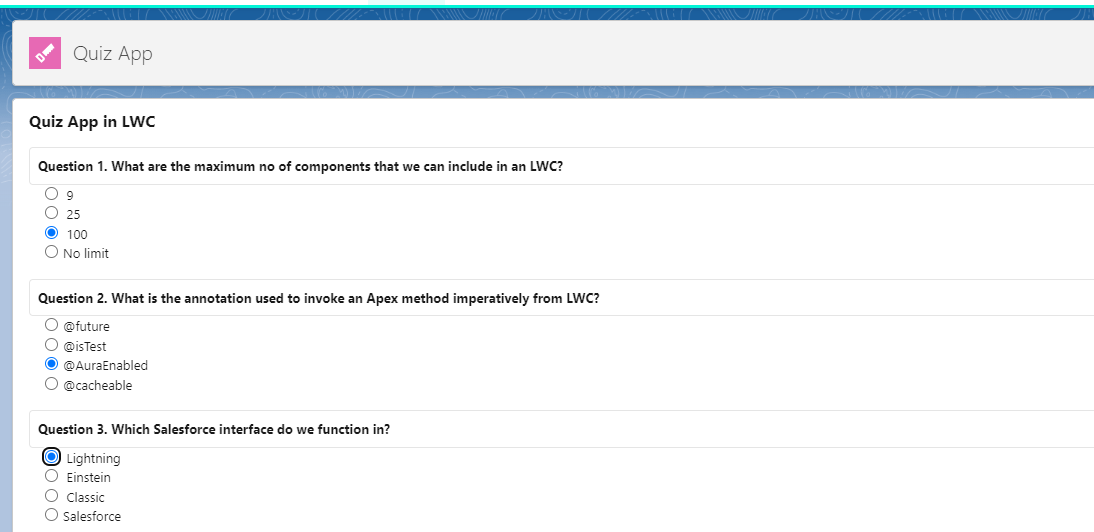 Quiz App
Quiz App in LWC
Question 1. What are the maximum no of components that we can include in an LWC?
9
25
100
No limit
Question 2. What is the annotation used to invoke an Apex method imperatively from LWC?
@future
@isTest
@AuraEnabled
@cacheable
Question 3. Which Salesforce interface do we function in?
Lightning
Einstein
Classic
Salesforce